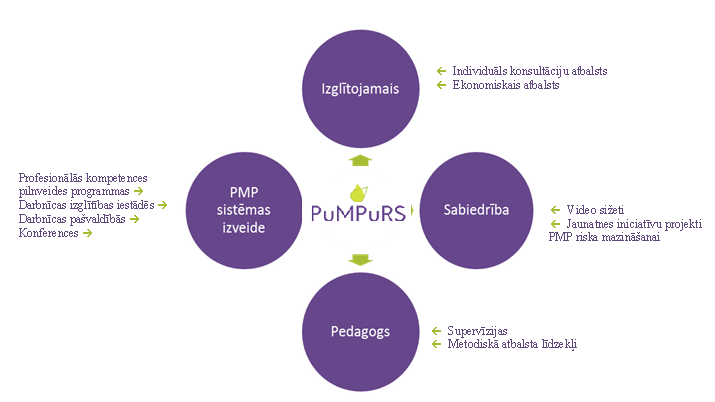 Izglītojamais
← Individuāls konsultāciju atbalsts
← Ekonomiskais atbalsts
Profesionālās kompetences
pilnveides programmas →
Darbnīcas izglītības iestādēs →
Darbnīcas pašvaldībās →
Konferences →
PMP
sistēmas
izveide
PuMPuRS
Sabiedrība
← Video sižeti
← Jaunatnes iniciatīvu projekti
PMP riska mazināšanai
Pedagogs
← Supervīzijas
← Metodiskā atbalsta līdzekļi